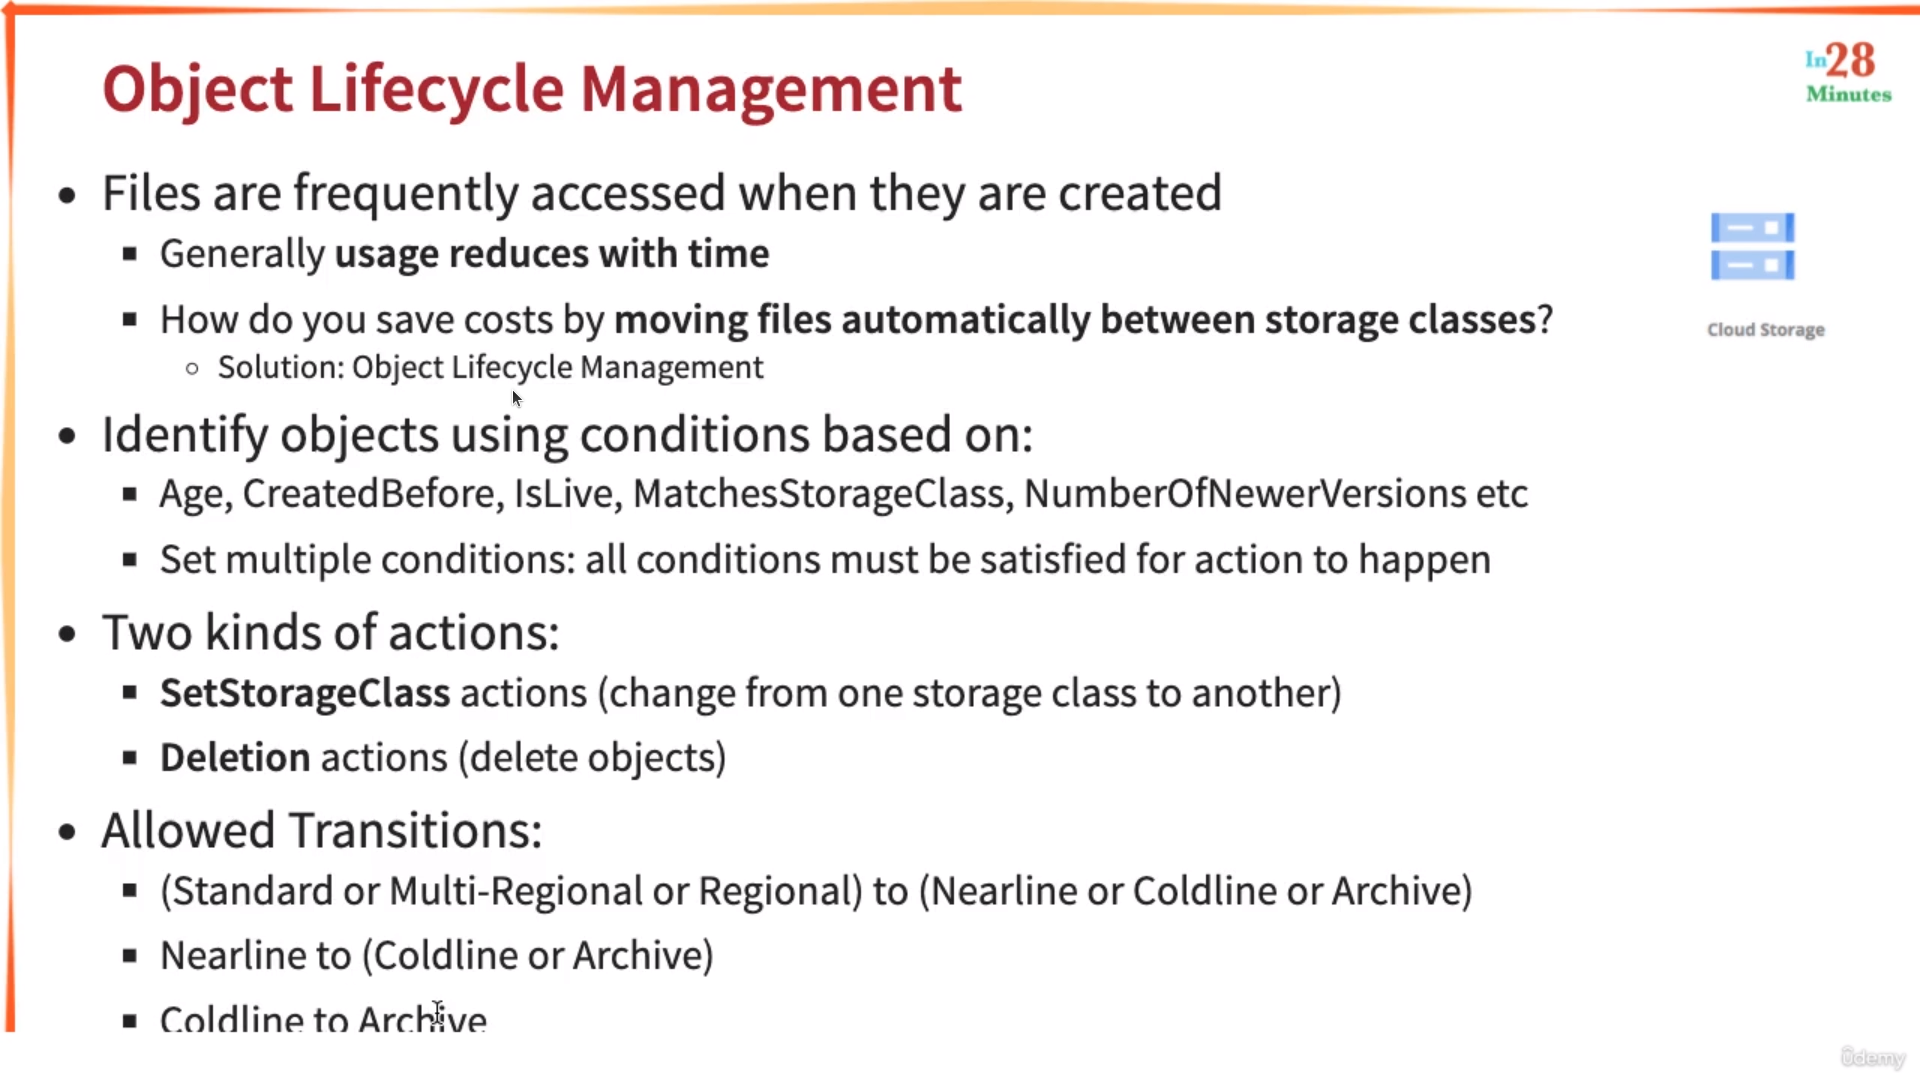 Object Lifecycle Management
In28
Minutes
Files are frequently accessed when they are created
Generally usage reduces with time
How do you save costs by moving files automatically between storage classes?
Solution: Object Lifecycle Management
Cloud Storage
Identify objects using conditions based on:
Age, CreatedBefore, IsLive, MatchesStorageClass, NumberOfNewerVersions etc
Set multiple conditions: all conditions must be satisfied for action to happen
Two kinds of actions:
SetStorageClass actions (change from one storage class to another)
Deletion actions (delete objects)
Allowed Transitions:
(Standard or Multi-Regional or Regional) to (Nearline or Coldline or Archive)
Nearline to (Coldline or Archive)
Coldline to Archive
ûdemy